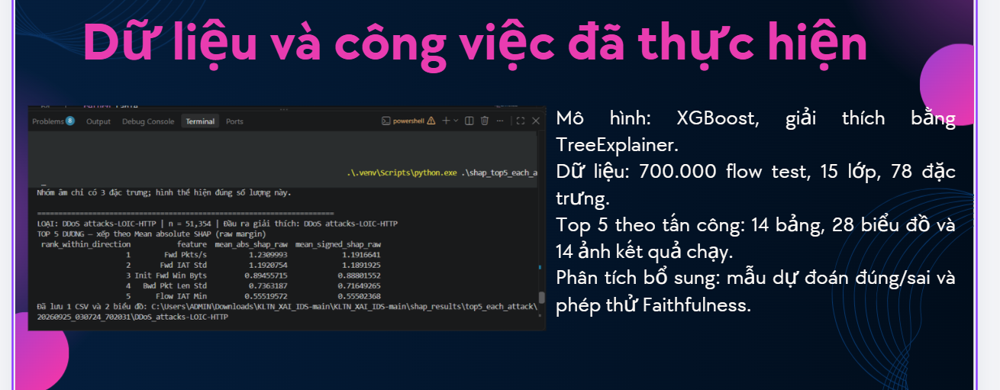 Dữ liệu và công việc đã thực hiện
Problems 8 Output Debug Console Terminal Ports powershell
.\.venv\Scripts\python.exe .\shap_top5_each_a
Nhóm âm chỉ có 3 đặc trưng; hình thể hiện đúng số lượng này.
================================================================================
LOẠI: DDoS attacks-LOIC-HTTP | n = 51,354 | Đầu ra giải thích: DDoS attacks-LOIC-HTTP
TOP 5 DƯƠNG — xếp theo Mean absolute SHAP (raw margin)
rank_within_direction feature mean_abs_shap_raw mean_signed_shap_raw
1 Fwd Pkts/s 1.2309993 1.1916641
2 Fwd IAT Std 1.1920754 1.1891925
3 Init Fwd Win Byts 0.89455715 0.88801552
4 Bwd Pkt Len Std 0.7363187 0.71649265
5 Flow IAT Min 0.55519572 0.55502368
Đã lưu 1 CSV và 2 biểu đồ: C:\Users\ADMIN\Downloads\KLTN_XAI_IDS-main\KLTN_XAI_IDS-main\shap_results\top5_each_attack\
20260925_030724_702031\DDoS_attacks-LOIC-HTTP
Mô hình: XGBoost, giải thích bằng
TreeExplainer.
Dữ liệu: 700.000 flow test, 15 lớp, 78 đặc
trưng.
Top 5 theo tấn công: 14 bảng, 28 biểu đồ và
14 ảnh kết quả chạy.
Phân tích bổ sung: mẫu dự đoán đúng/sai và
phép thử Faithfulness.